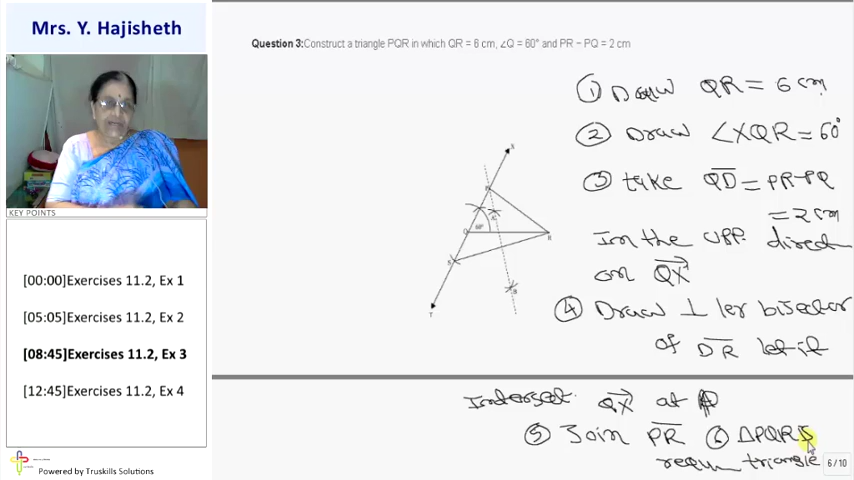 Mrs. Y. Hajisheth
KEY POINTS
[00:00]Exercises 11.2, Ex 1
[05:05]Exercises 11.2, Ex 2
[08:45]Exercises 11.2, Ex 3
[12:45]Exercises 11.2, Ex 4
Powered by Truskills Solutions
Question 3:Construct a triangle PQR in which QR = 6 cm, ∠Q = 60° and PR − PQ = 2 cm
① Draw QR = 6 cm
② Draw ∠XQR = 60°
③ take QD = PR-PQ
= 2 cm
In the opp. direct
on QX
④ Draw ⊥ ler bisector
of DR let it
Intersect QX at P
⑤ Join PR ⑥ ΔPQR is
requ triangle
X
60°
Q
R
T
6/10